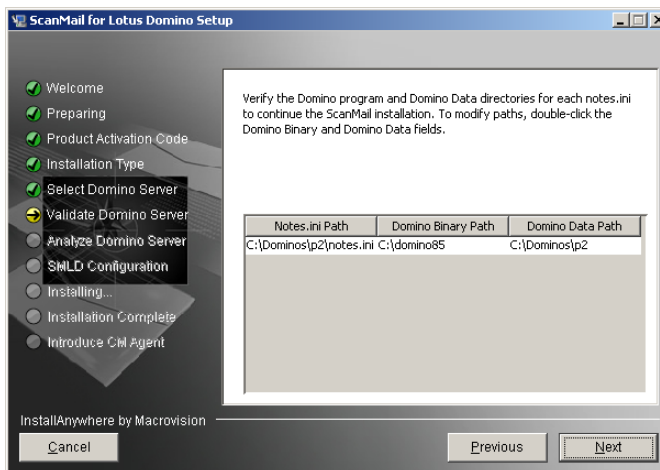 ScanMail for Lotus Domino Setup
Welcome
Preparing
Product Activation Code
Installation Type
Select Domino Server
Validate Domino Server
Analyze Domino Server
SMLD Configuration
Installing...
Installation Complete
Introduce CM Agent
Verify the Domino program and Domino Data directories for each notes.ini
to continue the ScanMail installation. To modify paths, double-click the
Domino Binary and Domino Data fields.
Notes.ini Path Domino Binary Path Domino Data Path
C:\Dominos\p2\notes.ini C:\domino85 C:\Dominos\p2
InstallAnywhere by Macrovision
Cancel Previous Next